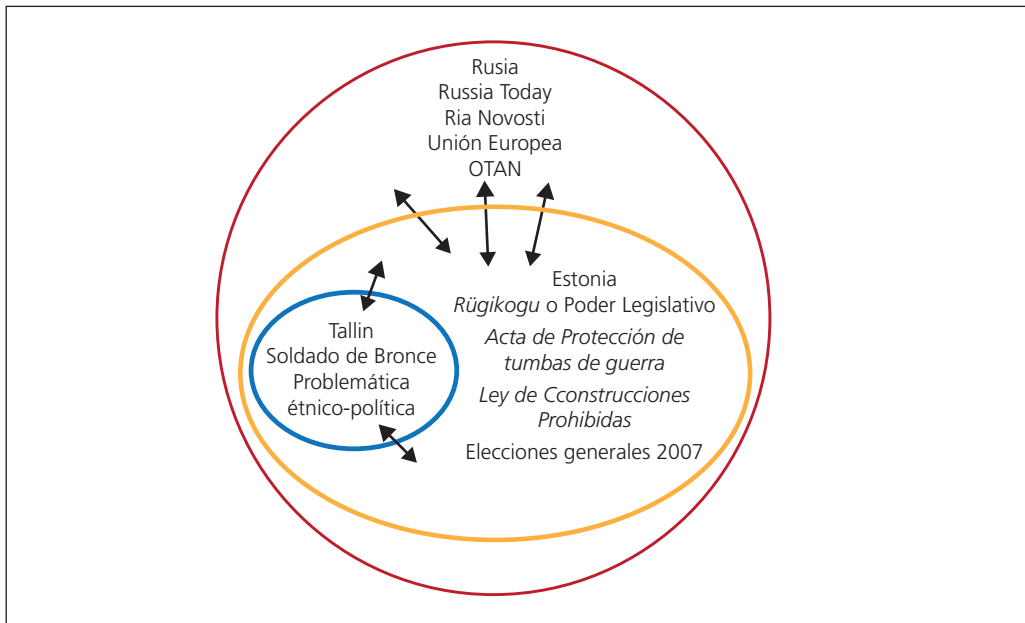 Rusia
Russia Today
Ria Novosti
Unión Europea
OTAN
Estonia
Rügikogu o Poder Legislativo
Acta de Protección de
tumbas de guerra
Ley de Cconstrucciones
Prohibidas
Elecciones generales 2007
Tallin
Soldado de Bronce
Problemática
étnico-política